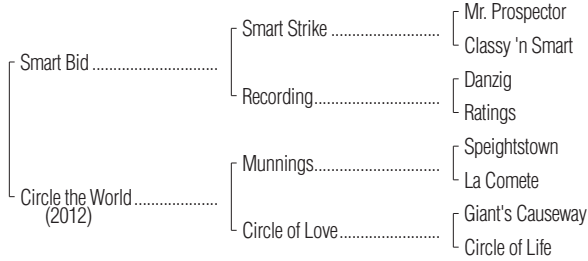 Mr. Prospector
Smart Strike ..............................
Classy 'n Smart
Smart Bid ..................................
Danzig
Recording..................................
Ratings
Speightstown
Munnings..................................
La Comete
Circle the World......................
(2012)
Giant's Causeway
Circle of Love...........................
Circle of Life